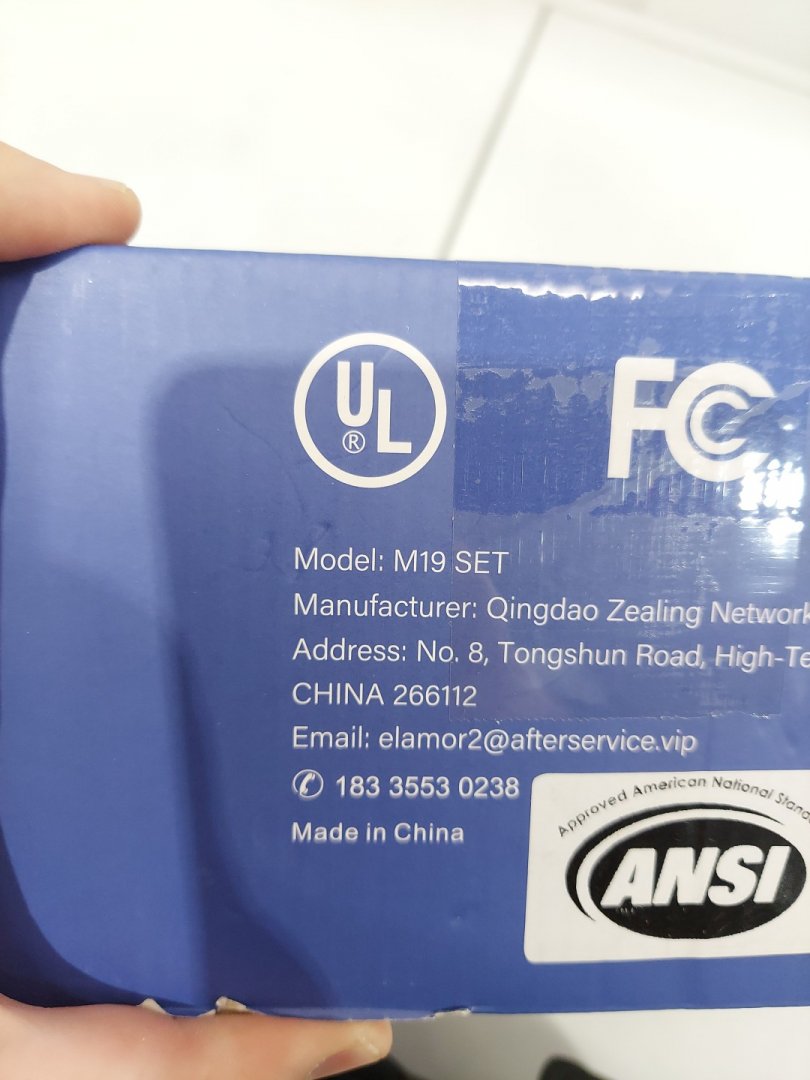 UL
®
FC
Model: M19 SET
Manufacturer: Qingdao Zealing Network
Address: No. 8, Tongshun Road, High-Te
CHINA 266112
Email: elamor2@afterservice.vip
✆ 183 3553 0238
Made in China
Approved American National Stand
ANSI